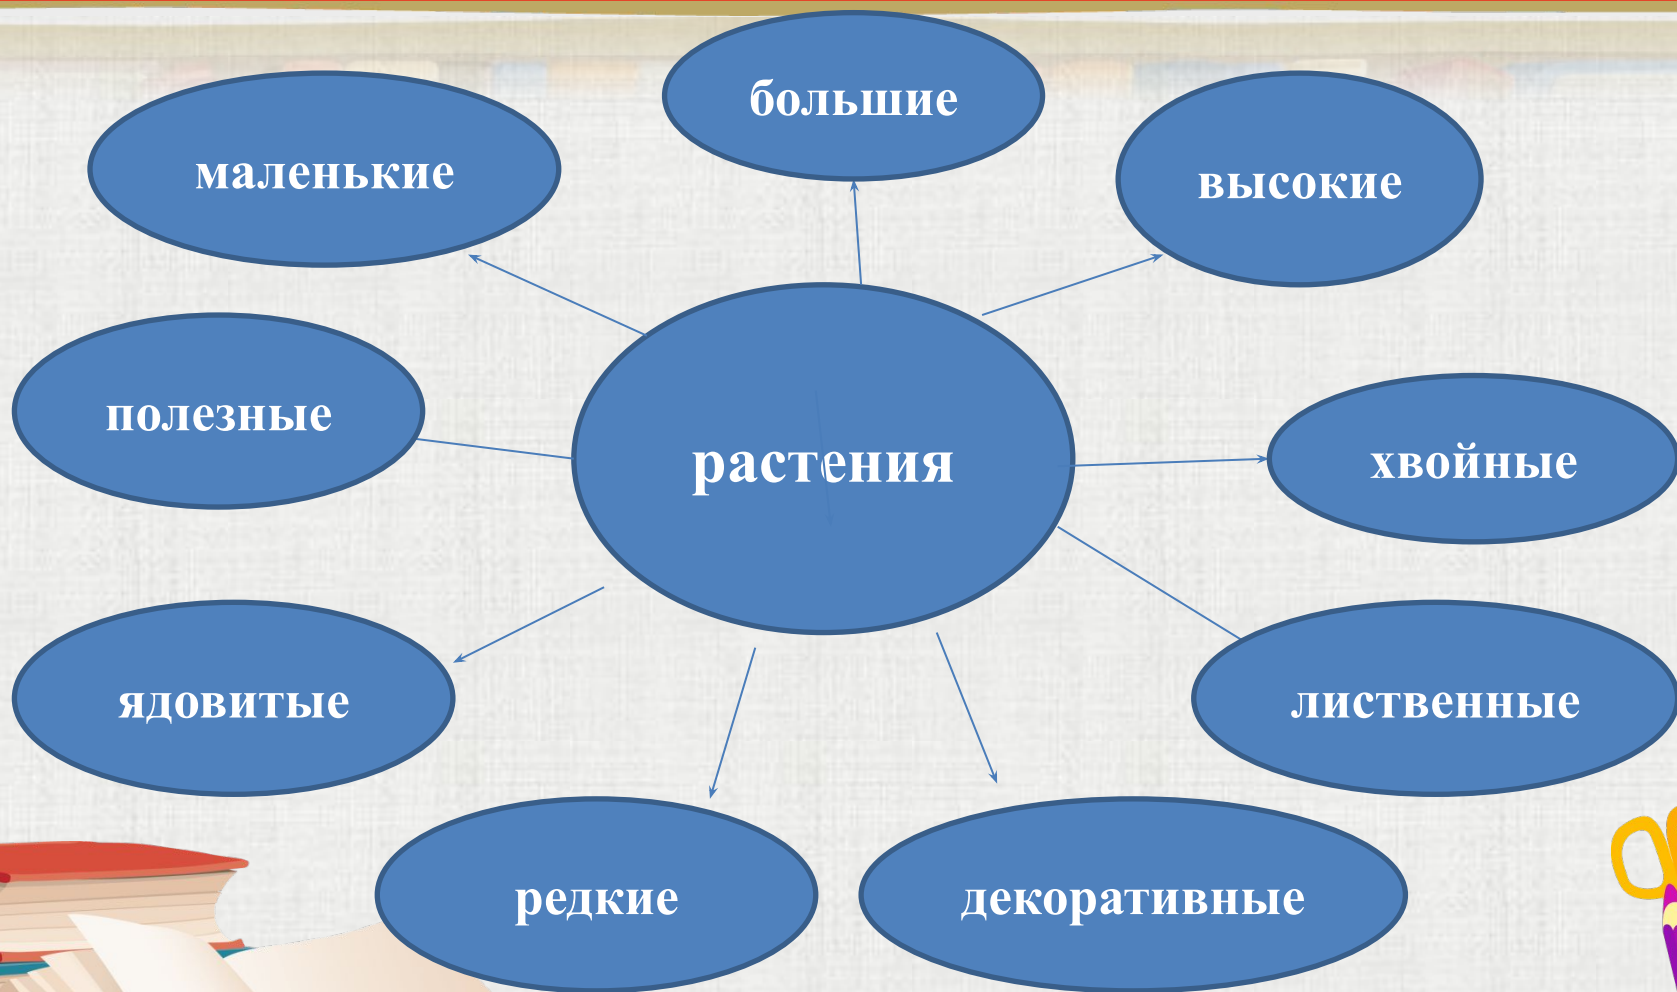 большие
маленькие
высокие
полезные
растения
хвойные
ядовитые
лиственные
редкие
декоративные